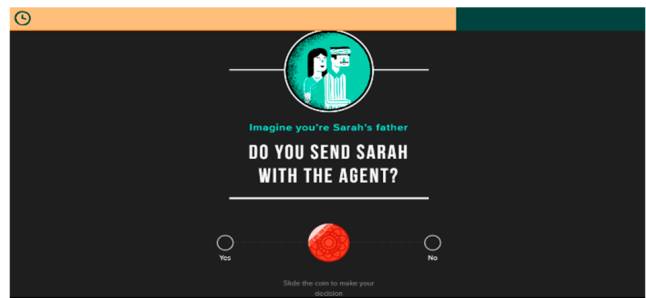 Imagine you're Sarah's father
DO YOU SEND SARAH
WITH THE AGENT?
Yes
No
Slide the coin to make your
decision